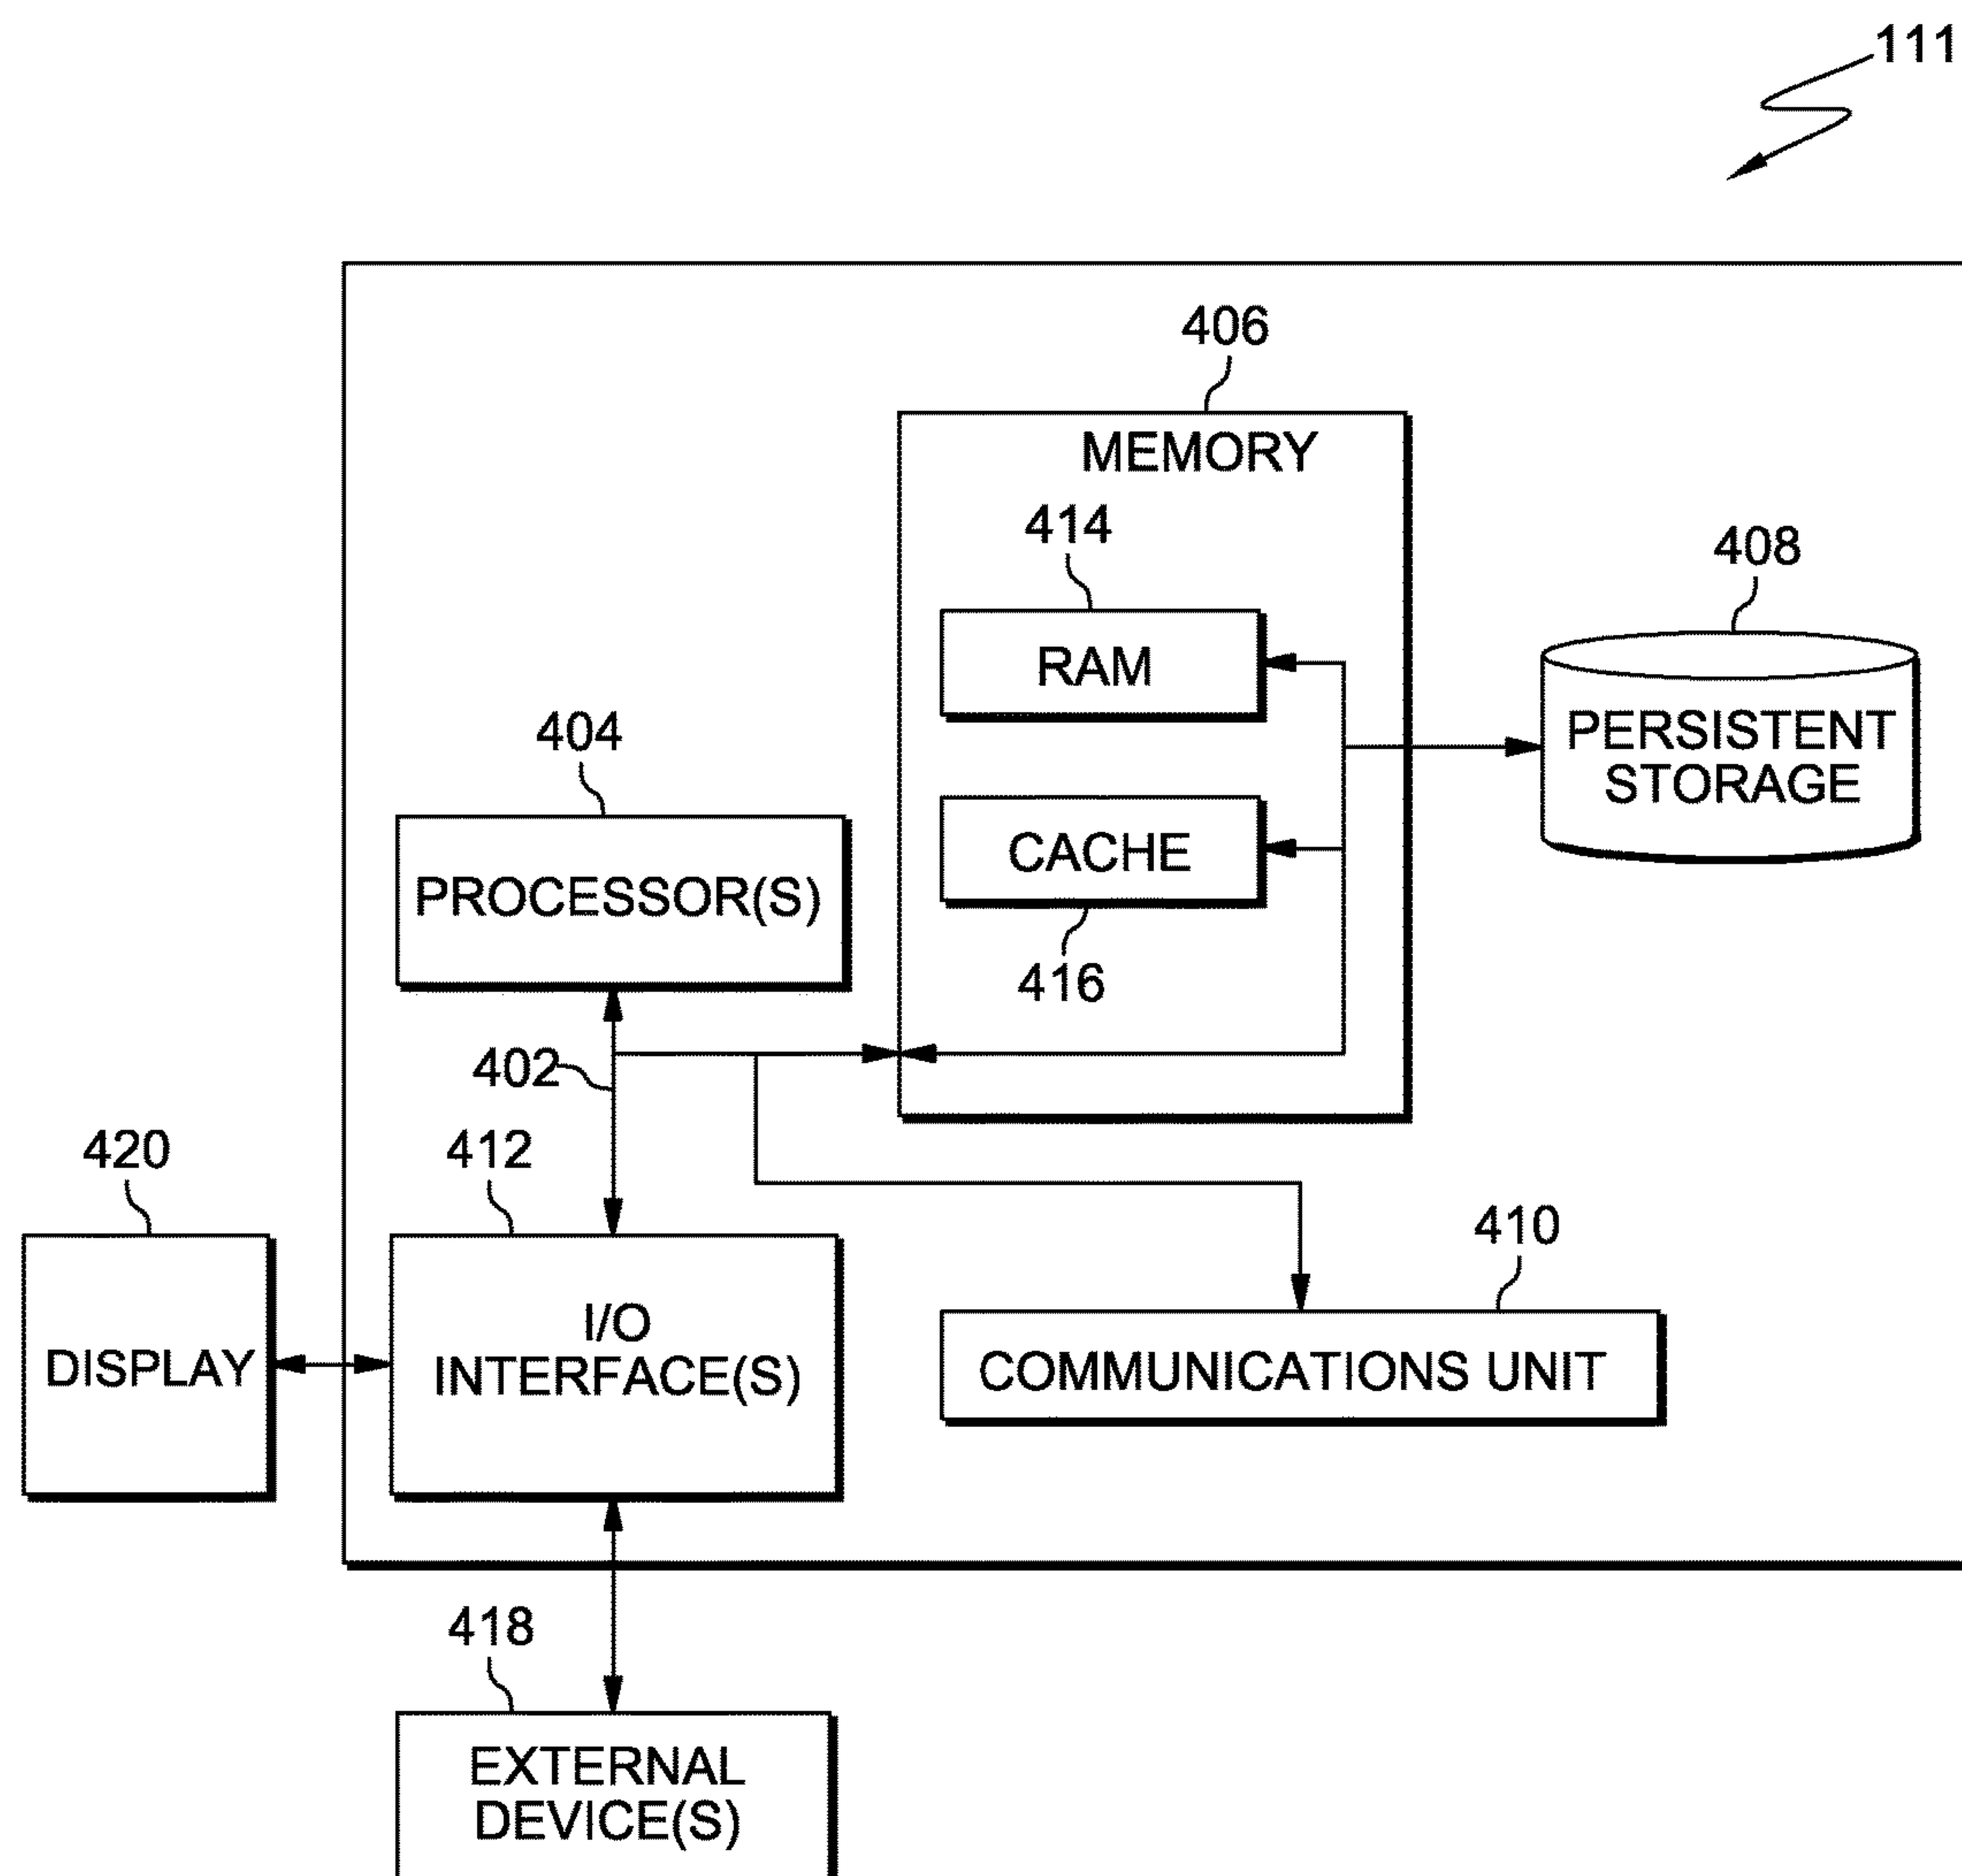 111
406
MEMORY
414
408
RAM
PERSISTENT
STORAGE
404
CACHE
PROCESSOR(S)
416
402
420
412
410
I/O
INTERFACE(S)
DISPLAY
COMMUNICATIONS UNIT
418
EXTERNAL
DEVICE(S)